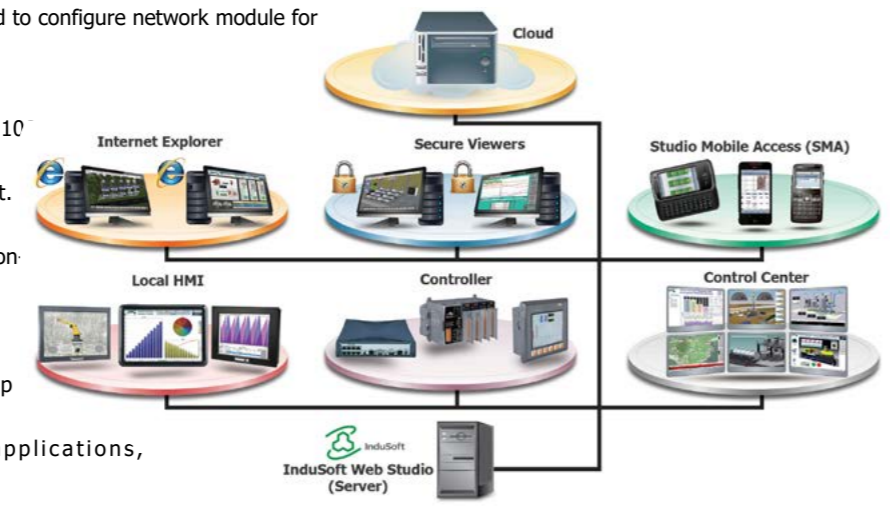 to configure network module for
Cloud
Internet Explorer
Secure Viewers
Studio Mobile Access (SMA)
Local HMI
Controller
Control Center
applications,
InduSoft
InduSoft Web Studio
(Server)